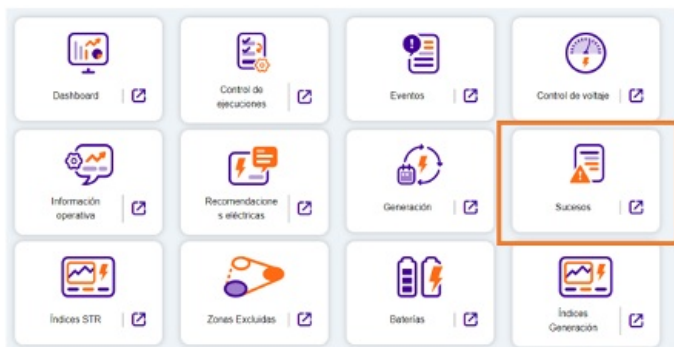 Dashboard
Control de
ejecuciones
Eventos
Control de voltaje
Información
operativa
Recomendacione
s eléctricas
Generación
Sucesos
Índices STR
Zonas Excluidas
Baterías
Índices
Generación